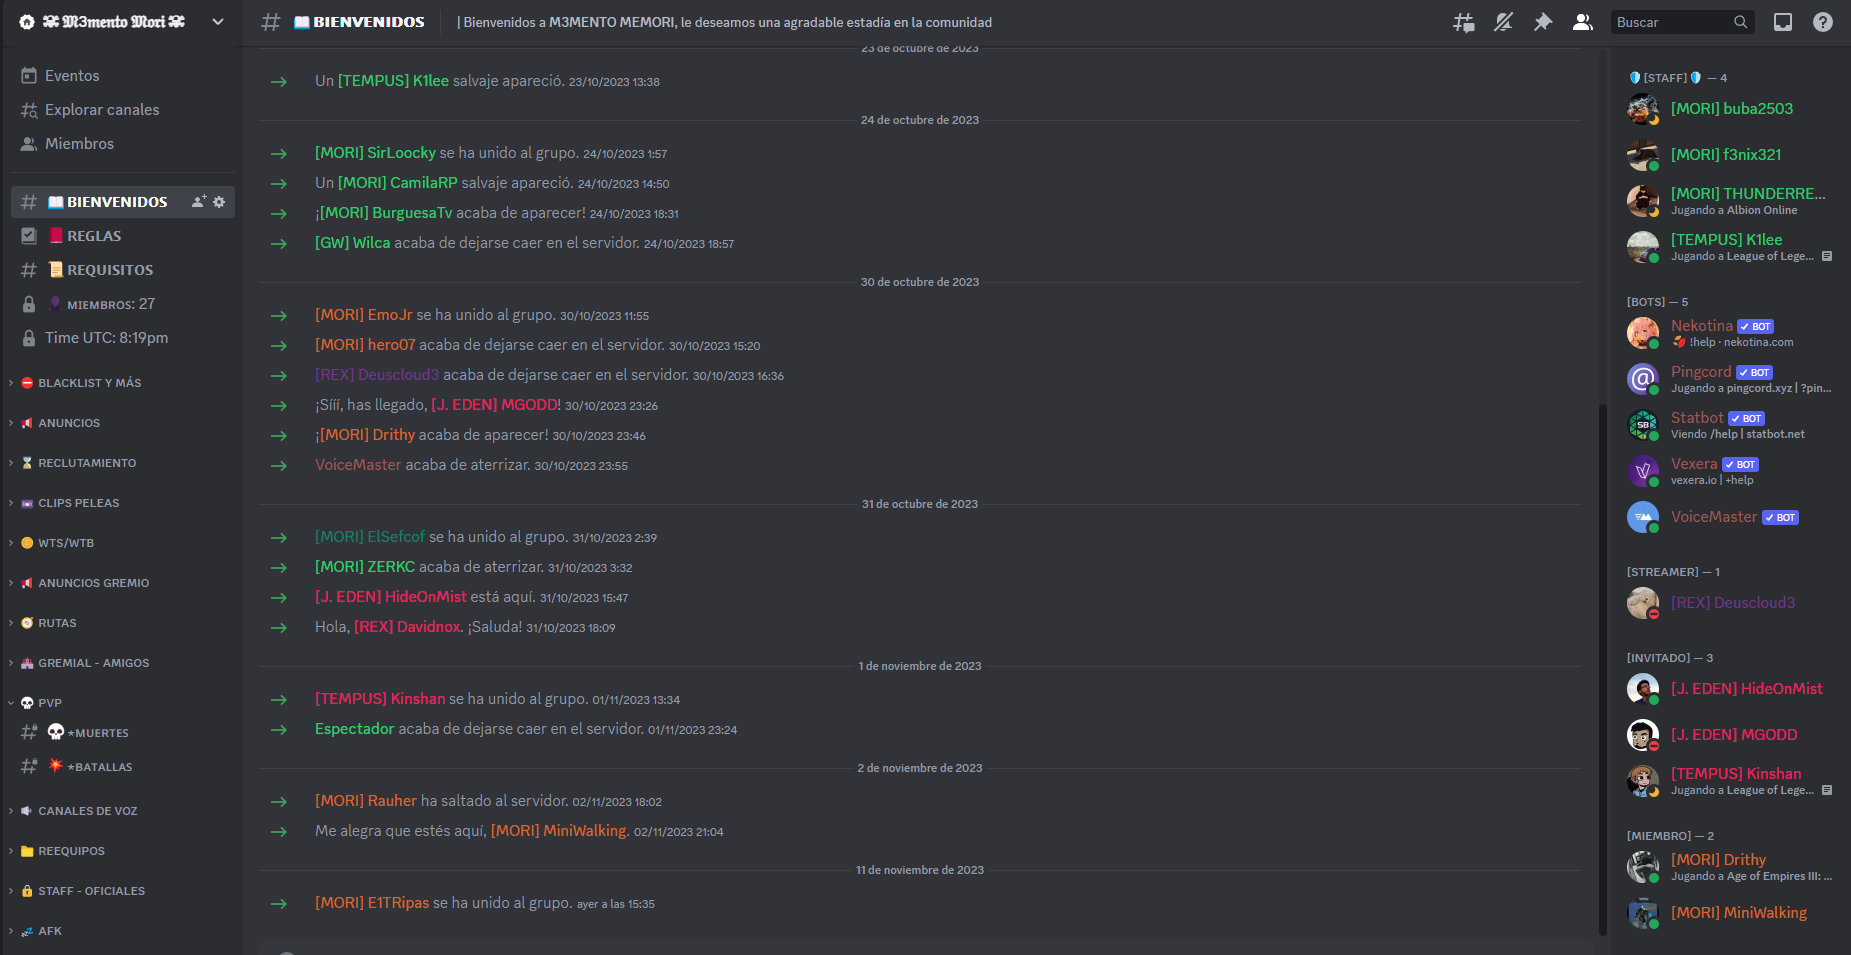 ☠ 𝕸3𝖒𝖊𝖓𝖙𝖔 𝕸𝖔𝖗𝖎 ☠
Eventos
Explorar canales
Miembros
📖BIENVENIDOS
📕REGLAS
📜REQUISITOS
👤ᴍɪᴇᴍʙʀᴏs: 27
Time UTC: 8:19pm
⛔ BLACKLIST Y MÁS
📢 ANUNCIOS
⏳ RECLUTAMIENTO
CLIPS PELEAS
🪙 WTS/WTB
📢 ANUNCIOS GREMIO
🧭 RUTAS
🏰 GREMIAL - AMIGOS
💀 PVP
💀⭑ᴍᴜᴇʀᴛᴇs
💥⭑ʙᴀᴛᴀʟʟᴀs
🔊 CANALES DE VOZ
📁 REEQUIPOS
🔒 STAFF - OFICIALES
💤 AFK
📖BIENVENIDOS | Bienvenidos a M3MENTO MEMORI, le deseamos una agradable estadía en la comunidad
Buscar
23 de octubre de 2023
Un [TEMPUS] K1lee salvaje apareció. 23/10/2023 13:38
24 de octubre de 2023
[MORI] SirLoocky se ha unido al grupo. 24/10/2023 1:57
Un [MORI] CamilaRP salvaje apareció. 24/10/2023 14:50
¡[MORI] BurguesaTv acaba de aparecer! 24/10/2023 18:31
[GW] Wilca acaba de dejarse caer en el servidor. 24/10/2023 18:57
30 de octubre de 2023
[MORI] EmoJr se ha unido al grupo. 30/10/2023 11:55
[MORI] hero07 acaba de dejarse caer en el servidor. 30/10/2023 15:20
[REX] Deuscloud3 acaba de dejarse caer en el servidor. 30/10/2023 16:36
¡Sííí, has llegado, [J. EDEN] MGODD! 30/10/2023 23:26
¡[MORI] Drithy acaba de aparecer! 30/10/2023 23:46
VoiceMaster acaba de aterrizar. 30/10/2023 23:55
31 de octubre de 2023
[MORI] ElSefcof se ha unido al grupo. 31/10/2023 2:39
[MORI] ZERKC acaba de aterrizar. 31/10/2023 3:32
[J. EDEN] HideOnMist está aquí. 31/10/2023 15:47
Hola, [REX] Davidnox. ¡Saluda! 31/10/2023 18:09
1 de noviembre de 2023
[TEMPUS] Kinshan se ha unido al grupo. 01/11/2023 13:34
Espectador acaba de dejarse caer en el servidor. 01/11/2023 23:24
2 de noviembre de 2023
[MORI] Rauher ha saltado al servidor. 02/11/2023 18:02
Me alegra que estés aquí, [MORI] MiniWalking. 02/11/2023 21:04
11 de noviembre de 2023
[MORI] E1TRipas se ha unido al grupo. ayer a las 15:35
🛡[STAFF]🛡 — 4
[MORI] buba2503
[MORI] f3nix321
[MORI] THUNDERRE...
Jugando a Albion Online
[TEMPUS] K1lee
Jugando a League of Lege...
[BOTS] — 5
Nekotina ✓ BOT
!help · nekotina.com
Pingcord ✓ BOT
Jugando a pingcord.xyz | ?pin...
Statbot ✓ BOT
Viendo /help | statbot.net
Vexera ✓ BOT
vexera.io | +help
VoiceMaster ✓ BOT
[STREAMER] — 1
[REX] Deuscloud3
[INVITADO] — 3
[J. EDEN] HideOnMist
[J. EDEN] MGODD
[TEMPUS] Kinshan
Jugando a League of Lege...
[MIEMBRO] — 2
[MORI] Drithy
Jugando a Age of Empires III: ...
[MORI] MiniWalking